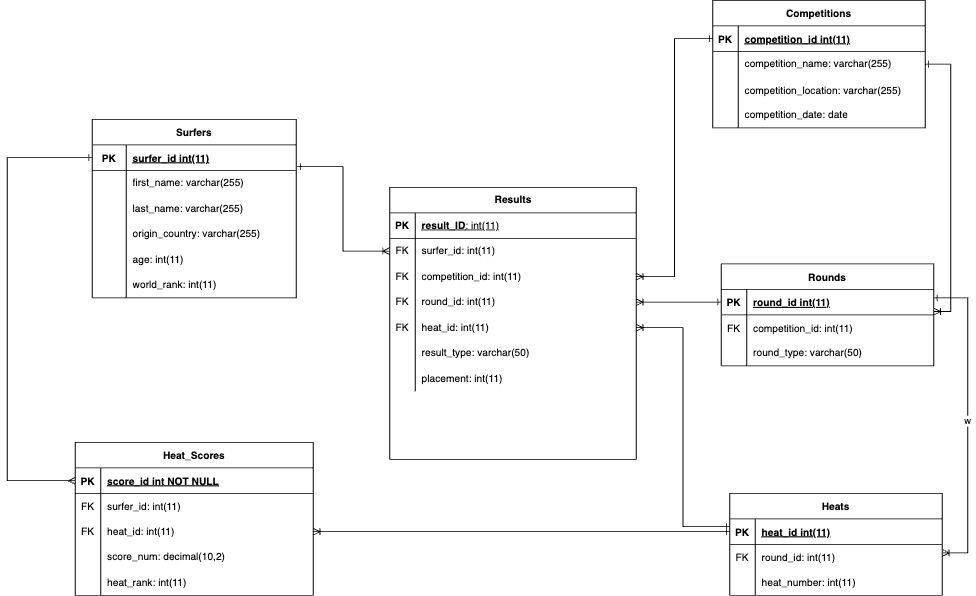 Competitions
PK competition_id int(11)
competition_name: varchar(255)
competition_location: varchar(255)
competition_date: date
Surfers
PK surfer_id int(11)
first_name: varchar(255)
last_name: varchar(255)
origin_country: varchar(255)
age: int(11)
world_rank: int(11)
Results
PK result_ID: int(11)
FK surfer_id: int(11)
FK competition_id: int(11)
FK round_id: int(11)
FK heat_id: int(11)
result_type: varchar(50)
placement: int(11)
Rounds
PK round_id int(11)
FK competition_id: int(11)
round_type: varchar(50)
w
Heat_Scores
PK score_id int NOT NULL
FK surfer_id: int(11)
FK heat_id: int(11)
score_num: decimal(10,2)
heat_rank: int(11)
Heats
PK heat_id int(11)
FK round_id: int(11)
heat_number: int(11)